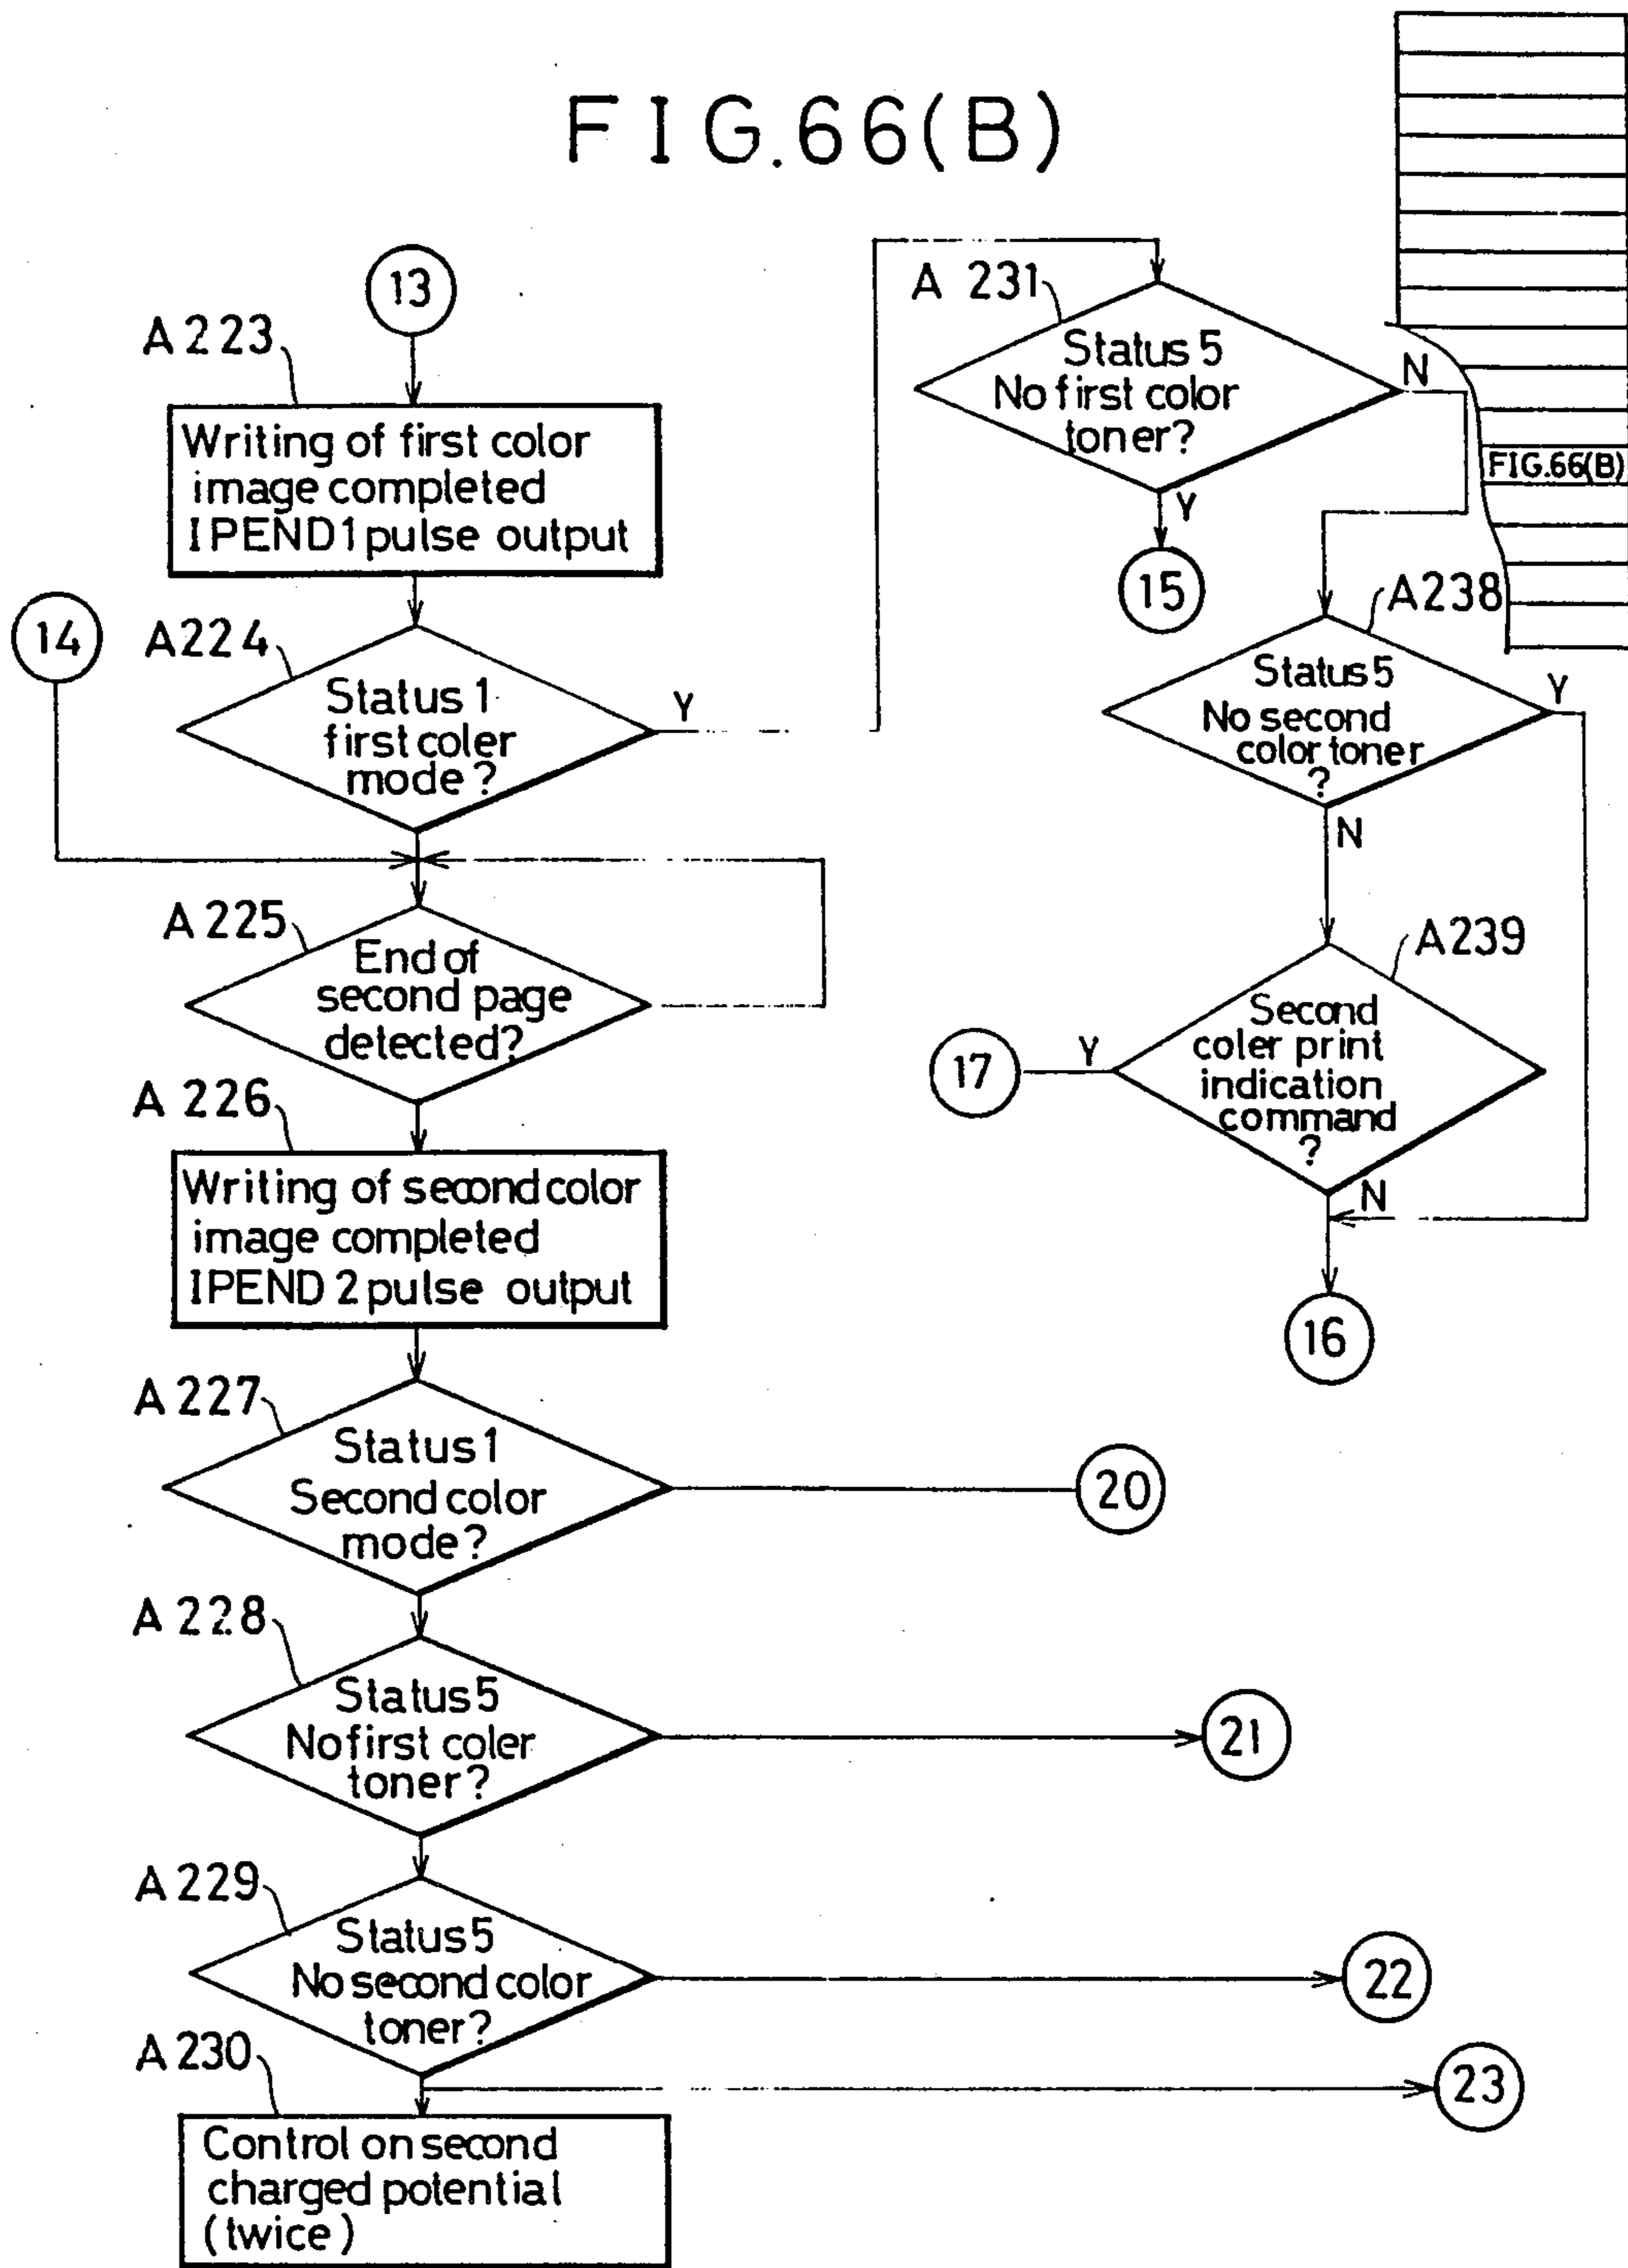 FIG.66(B)
13
A223
Writing of first color
image completed
IPEND1 pulse output
14
A224
Status 1
first coler
mode?
Y
A225
End of
second page
detected?
A226
Writing of second color
image completed
IPEND 2 pulse output
A227
Status 1
Second color
mode?
20
A228
Status 5
No first coler
toner?
21
A229
Status 5
No second color
toner?
22
A230
23
Control on second
charged potential
(twice)
A 231
Status 5
No first color
toner?
N
Y
15
FIG.66(B)
A238
Status 5
No second
color toner
?
Y
N
A239
Second
coler print
indication
command
?
Y
17
N
16